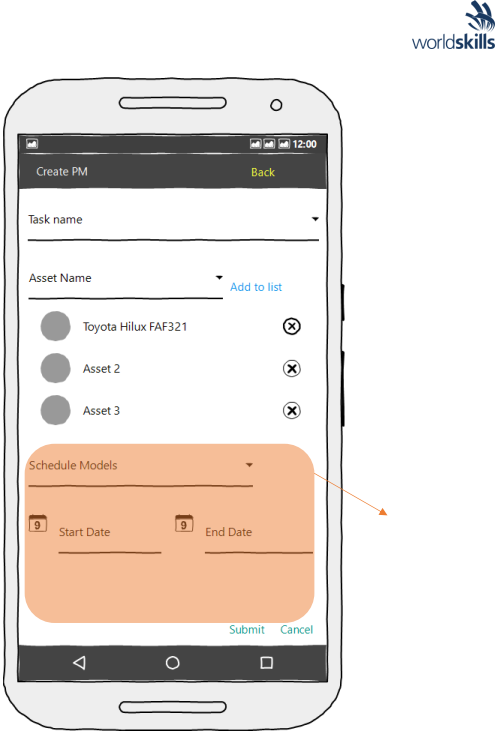 worldskills
12:00
Create PM
Back
Task name
Asset Name
Add to list
Toyota Hilux FAF321
Asset 2
Asset 3
Schedule Models
9
Start Date
9
End Date
Submit
Cancel